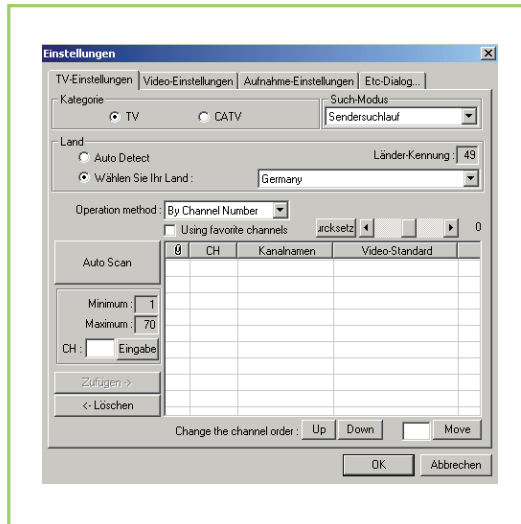 Einstellungen
TV-Einstellungen Video-Einstellungen Aufnahme-Einstellungen Etc-Dialog...
Kategorie
TV CATV
Such-Modus
Sendersuchlauf
Land
Auto Detect
Länder-Kennung : 49
Wählen Sie Ihr Land :
Germany
Operation method : By Channel Number
Using favorite channels
urcksetz 0
Auto Scan
CH Kanalnamen Video-Standard
Minimum : 1
Maximum : 70
CH : Eingabe
Zufügen ->
<- Löschen
Change the channel order : Up Down Move
OK Abbrechen